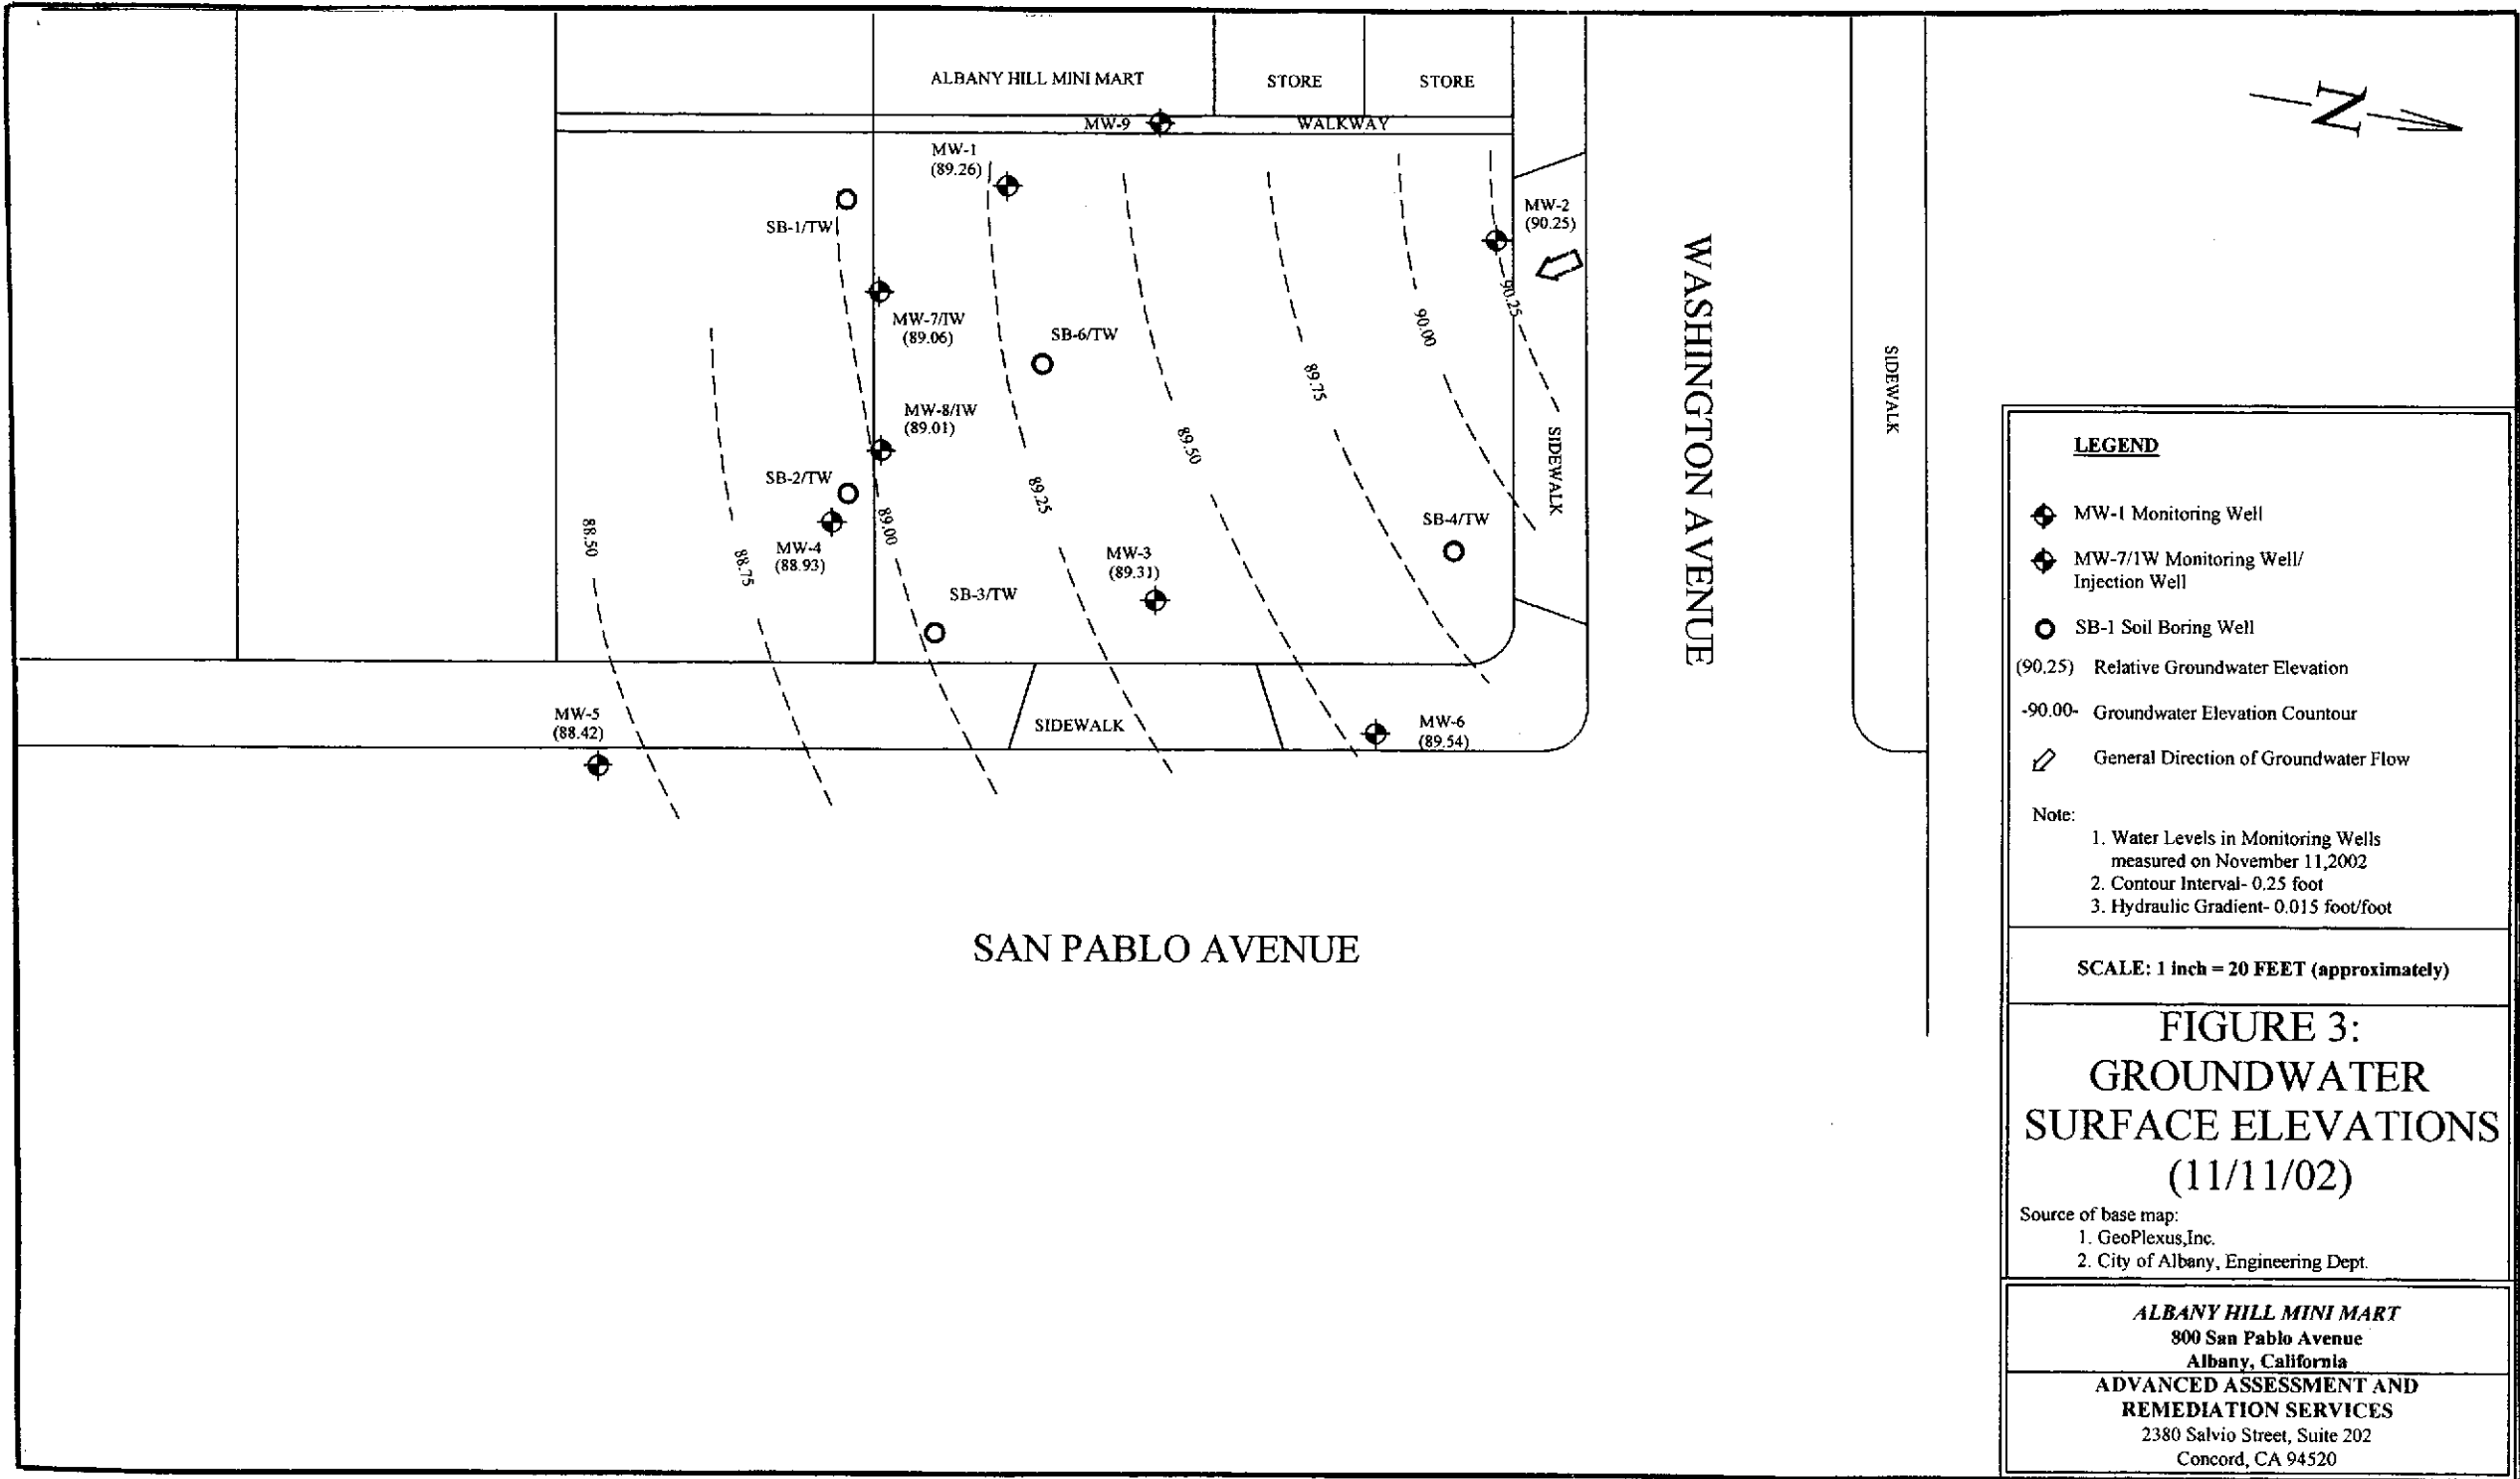 ALBANY HILL MINI MART
STORE
STORE
MW-9
WALKWAY
MW-1
(89.26)
SB-1/TW
MW-2
(90.25)
MW-7/IW
(89.06)
SB-6/TW
90.25
90.00
89.75
MW-8/IW
(89.01)
89.50
SB-2/TW
89.25
89.00
MW-4
(88.93)
88.50
88.75
MW-3
(89.31)
SB-3/TW
SB-4/TW
SIDEWALK
WASHINGTON AVENUE
SIDEWALK
MW-5
(88.42)
SIDEWALK
MW-6
(89.54)
SAN PABLO AVENUE
N
LEGEND
MW-1 Monitoring Well
MW-7/1W Monitoring Well/
Injection Well
SB-1 Soil Boring Well
(90.25) Relative Groundwater Elevation
-90.00- Groundwater Elevation Countour
General Direction of Groundwater Flow
Note:
1. Water Levels in Monitoring Wells
measured on November 11,2002
2. Contour Interval- 0.25 foot
3. Hydraulic Gradient- 0.015 foot/foot
SCALE: 1 inch = 20 FEET (approximately)
FIGURE 3:
GROUNDWATER
SURFACE ELEVATIONS
(11/11/02)
Source of base map:
1. GeoPlexus,Inc.
2. City of Albany, Engineering Dept.
ALBANY HILL MINI MART
800 San Pablo Avenue
Albany, California
ADVANCED ASSESSMENT AND
REMEDIATION SERVICES
2380 Salvio Street, Suite 202
Concord, CA 94520